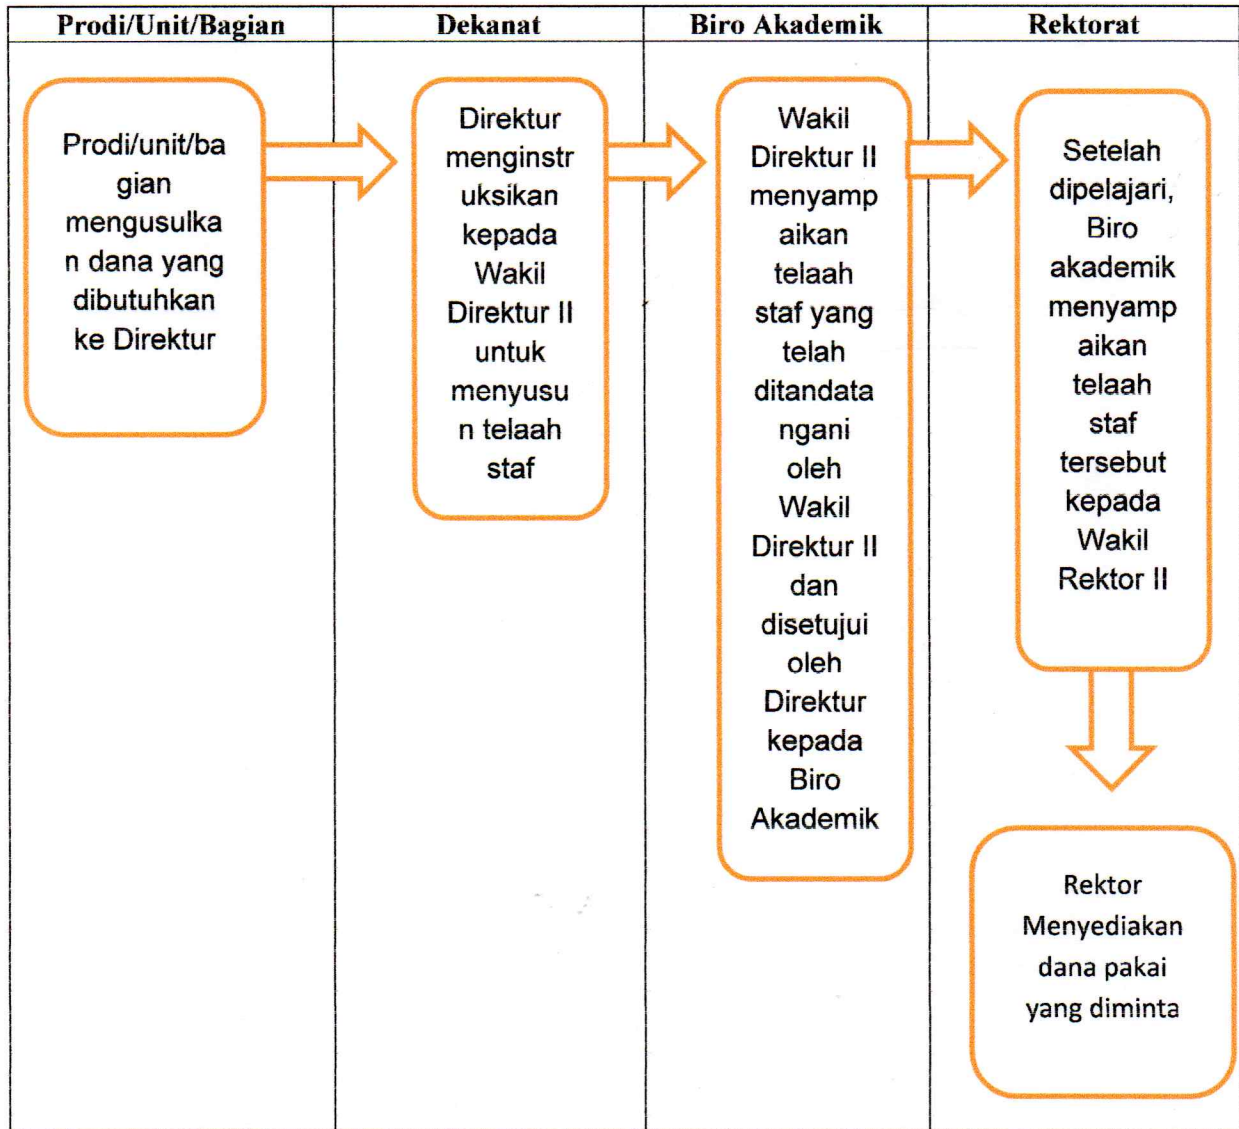 Prodi/Unit/Bagian
Dekanat
Biro Akademik
Rektorat
Prodi/unit/ba
gian
mengusulka
n dana yang
dibutuhkan
ke Direktur
Direktur
menginstr
uksikan
kepada
Wakil
Direktur II
untuk
menyusu
n telaah
staf
Wakil
Direktur II
menyamp
aikan
telaah
staf yang
telah
ditandata
ngani
oleh
Wakil
Direktur II
dan
disetujui
oleh
Direktur
kepada
Biro
Akademik
Setelah
dipelajari,
Biro
akademik
menyamp
aikan
telaah
staf
tersebut
kepada
Wakil
Rektor II
Rektor
Menyediakan
dana pakai
yang diminta